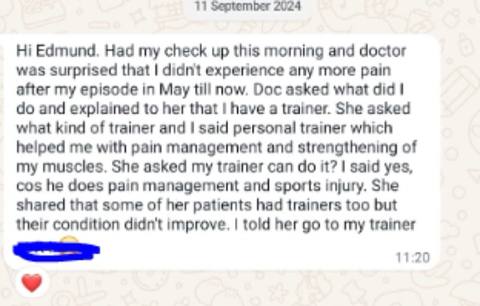 11 September 2024
Hi Edmund. Had my check up this morning and doctor
was surprised that I didn't experience any more pain
after my episode in May till now. Doc asked what did I
do and explained to her that I have a trainer. She asked
what kind of trainer and I said personal trainer which
helped me with pain management and strengthening of
my muscles. She asked my trainer can do it? I said yes,
cos he does pain management and sports injury. She
shared that some of her patients had trainers too but
their condition didn't improve. I told her go to my trainer
11:20